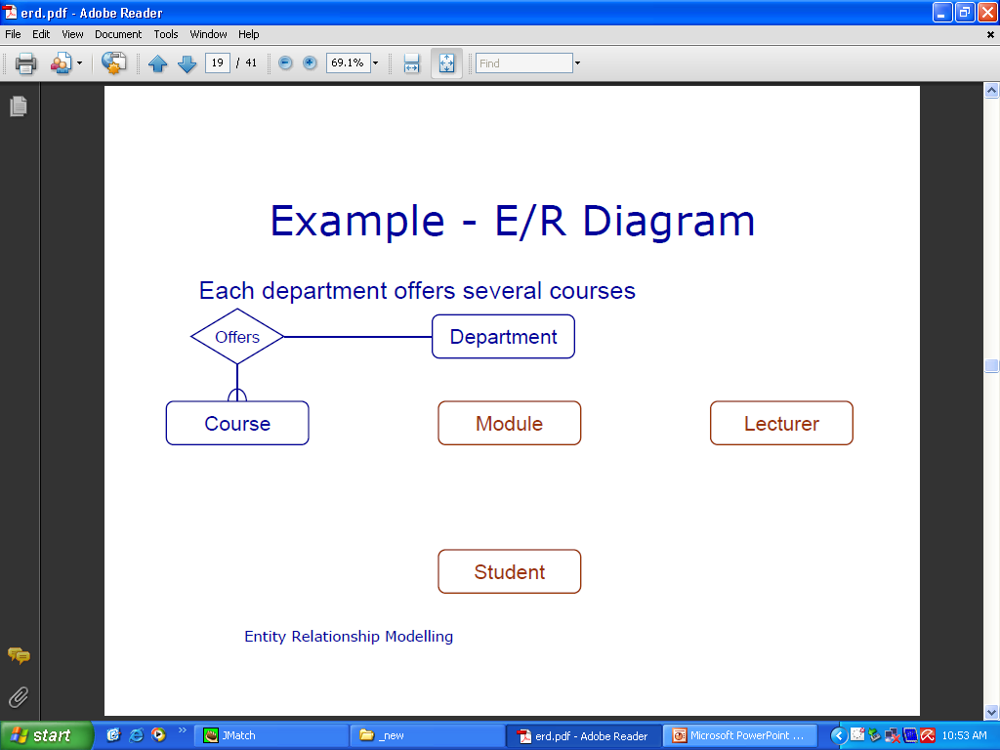 erd.pdf - Adobe Reader
File Edit View Document Tools Window Help
19 / 41 69.1% Find
Example - E/R Diagram
Each department offers several courses
Offers
Department
Course
Module
Lecturer
Student
Entity Relationship Modelling
start JMatch _new erd.pdf - Adobe Reader Microsoft PowerPoint ... 10:53 AM